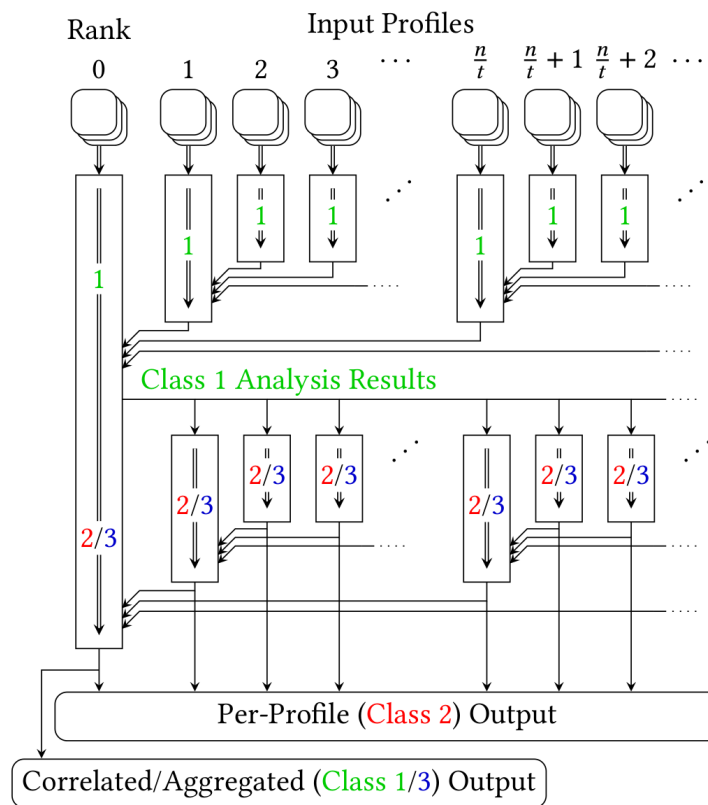 Rank Input Profiles
0 1 2 3 ··· n/t n/t + 1 n/t + 2 ···
1 1 1 1 1 1
1 1
1
Class 1 Analysis Results
2/3 2/3 2/3 2/3
2/3 2/3
2/3
Per-Profile (Class 2) Output
Correlated/Aggregated (Class 1/3) Output